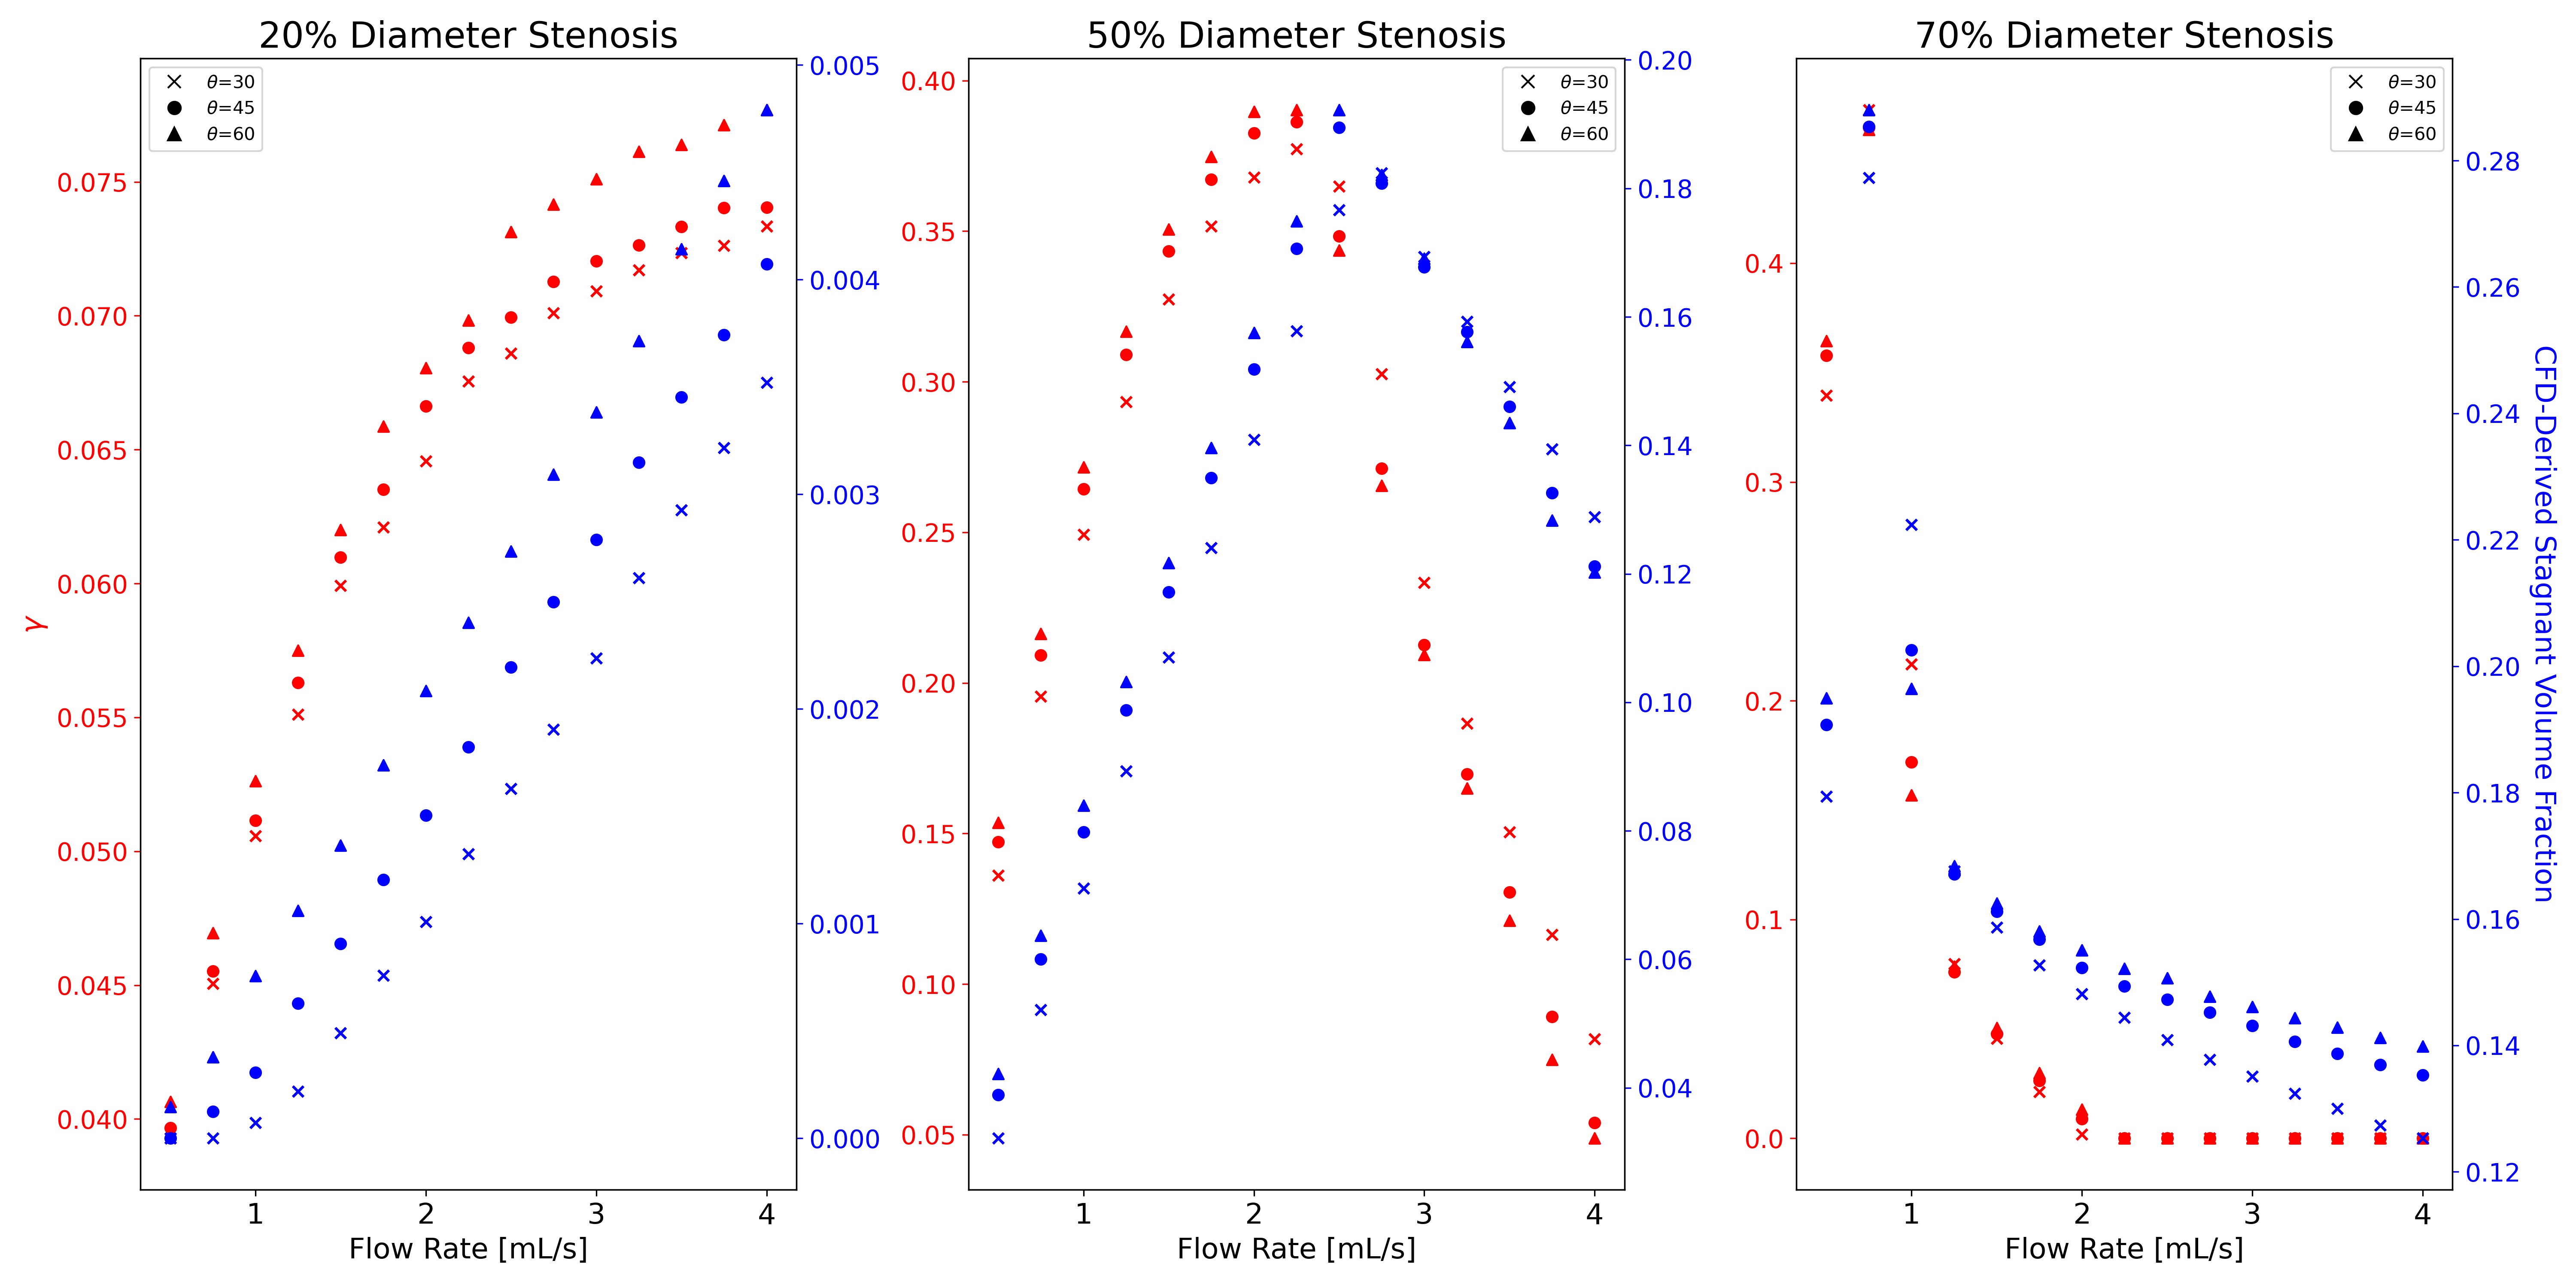 20% Diameter Stenosis
θ=30
θ=45
θ=60
γ
0.075
0.070
0.065
0.060
0.055
0.050
0.045
0.040
0.005
0.004
0.003
0.002
0.001
0.000
1 2 3 4
Flow Rate [mL/s]
50% Diameter Stenosis
θ=30
θ=45
θ=60
0.40
0.35
0.30
0.25
0.20
0.15
0.10
0.05
0.20
0.18
0.16
0.14
0.12
0.10
0.08
0.06
0.04
1 2 3 4
Flow Rate [mL/s]
70% Diameter Stenosis
θ=30
θ=45
θ=60
0.4
0.3
0.2
0.1
0.0
0.28
0.26
0.24
0.22
0.20
0.18
0.16
0.14
0.12
CFD-Derived Stagnant Volume Fraction
1 2 3 4
Flow Rate [mL/s]